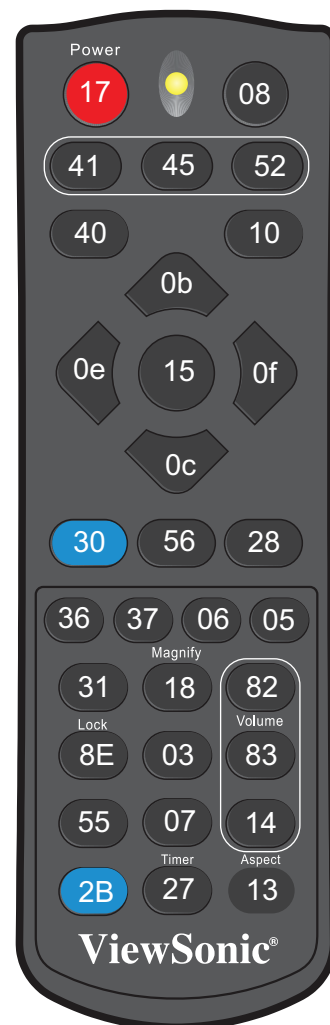 Power
17 08
41 45 52
40 10
0b
0e 15 0f
0c
30 56 28
36 37 06 05
Magnify
31 18 82
Lock Volume
8E 03 83
55 07 14
Timer Aspect
2B 27 13
ViewSonic®